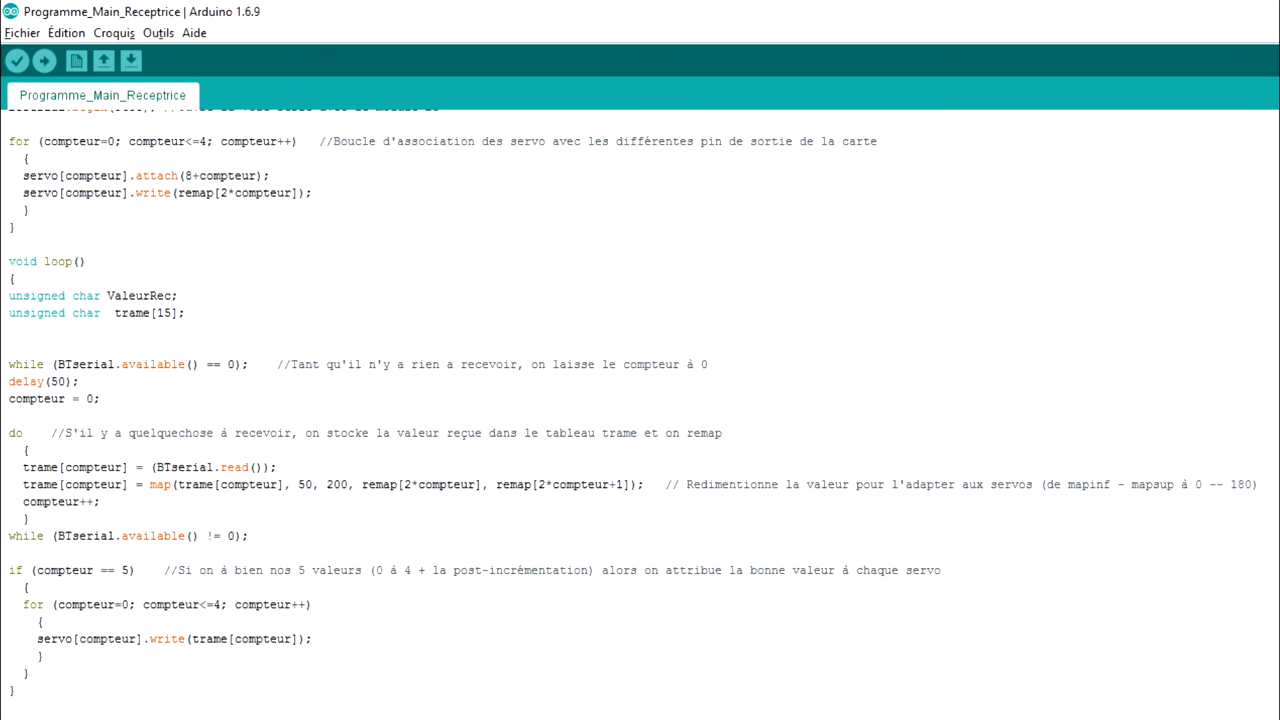 Programme_Main_Receptrice | Arduino 1.6.9
Fichier Édition Croquis Outils Aide
Programme_Main_Receptrice
for (compteur=0; compteur<=4; compteur++) //Boucle d'association des servo avec les différentes pin de sortie de la carte
{
servo[compteur].attach(8+compteur);
servo[compteur].write(remap[2*compteur]);
}
}
void loop()
{
unsigned char ValeurRec;
unsigned char trame[15];
while (BTserial.available() == 0); //Tant qu'il n'y a rien a recevoir, on laisse le compteur à 0
delay(50);
compteur = 0;
do //S'il y a quelquechose à recevoir, on stocke la valeur reçue dans le tableau trame et on remap
{
trame[compteur] = (BTserial.read());
trame[compteur] = map(trame[compteur], 50, 200, remap[2*compteur], remap[2*compteur+1]); // Redimentionne la valeur pour l'adapter aux servos (de mapinf - mapsup à 0 -- 180)
compteur++;
}
while (BTserial.available() != 0);
if (compteur == 5) //Si on à bien nos 5 valeurs (0 à 4 + la post-incrémentation) alors on attribue la bonne valeur à chaque servo
{
for (compteur=0; compteur<=4; compteur++)
{
servo[compteur].write(trame[compteur]);
}
}
}